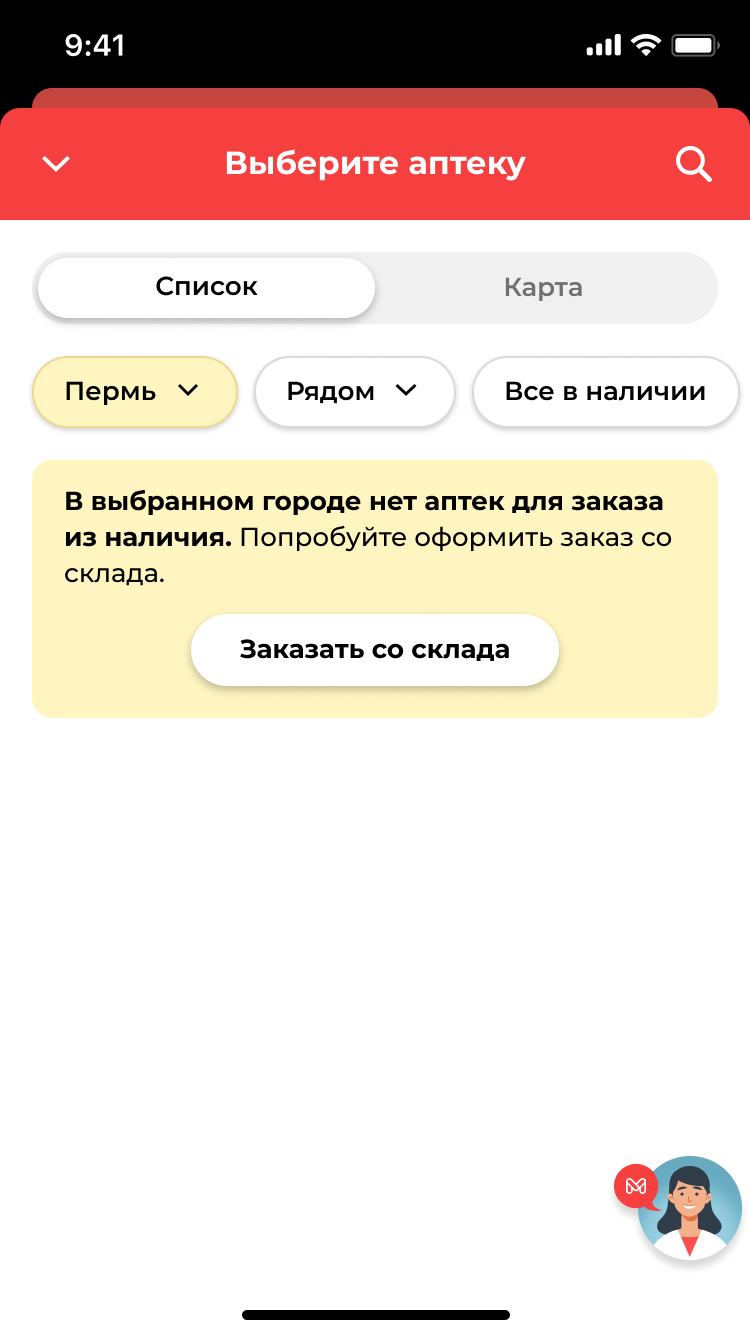 9:41
Выберите аптеку
Список
Карта
Пермь
Рядом
Все в наличии
В выбранном городе нет аптек для заказа
из наличия. Попробуйте оформить заказ со
склада.
Заказать со склада